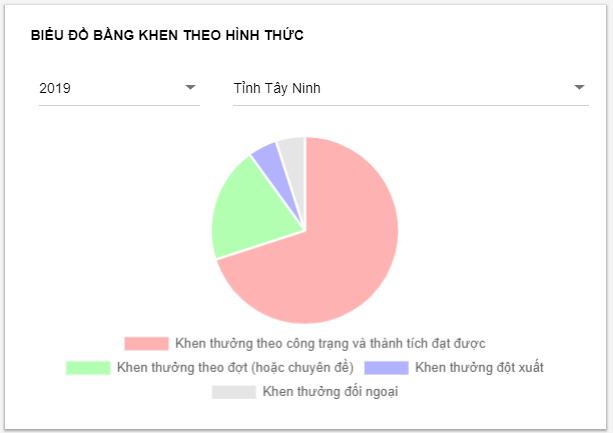 BIỂU ĐỒ BẰNG KHEN THEO HÌNH THỨC
2019
Tỉnh Tây Ninh
Khen thưởng theo công trạng và thành tích đạt được
Khen thưởng theo đợt (hoặc chuyên đề)
Khen thưởng đột xuất
Khen thưởng đối ngoại